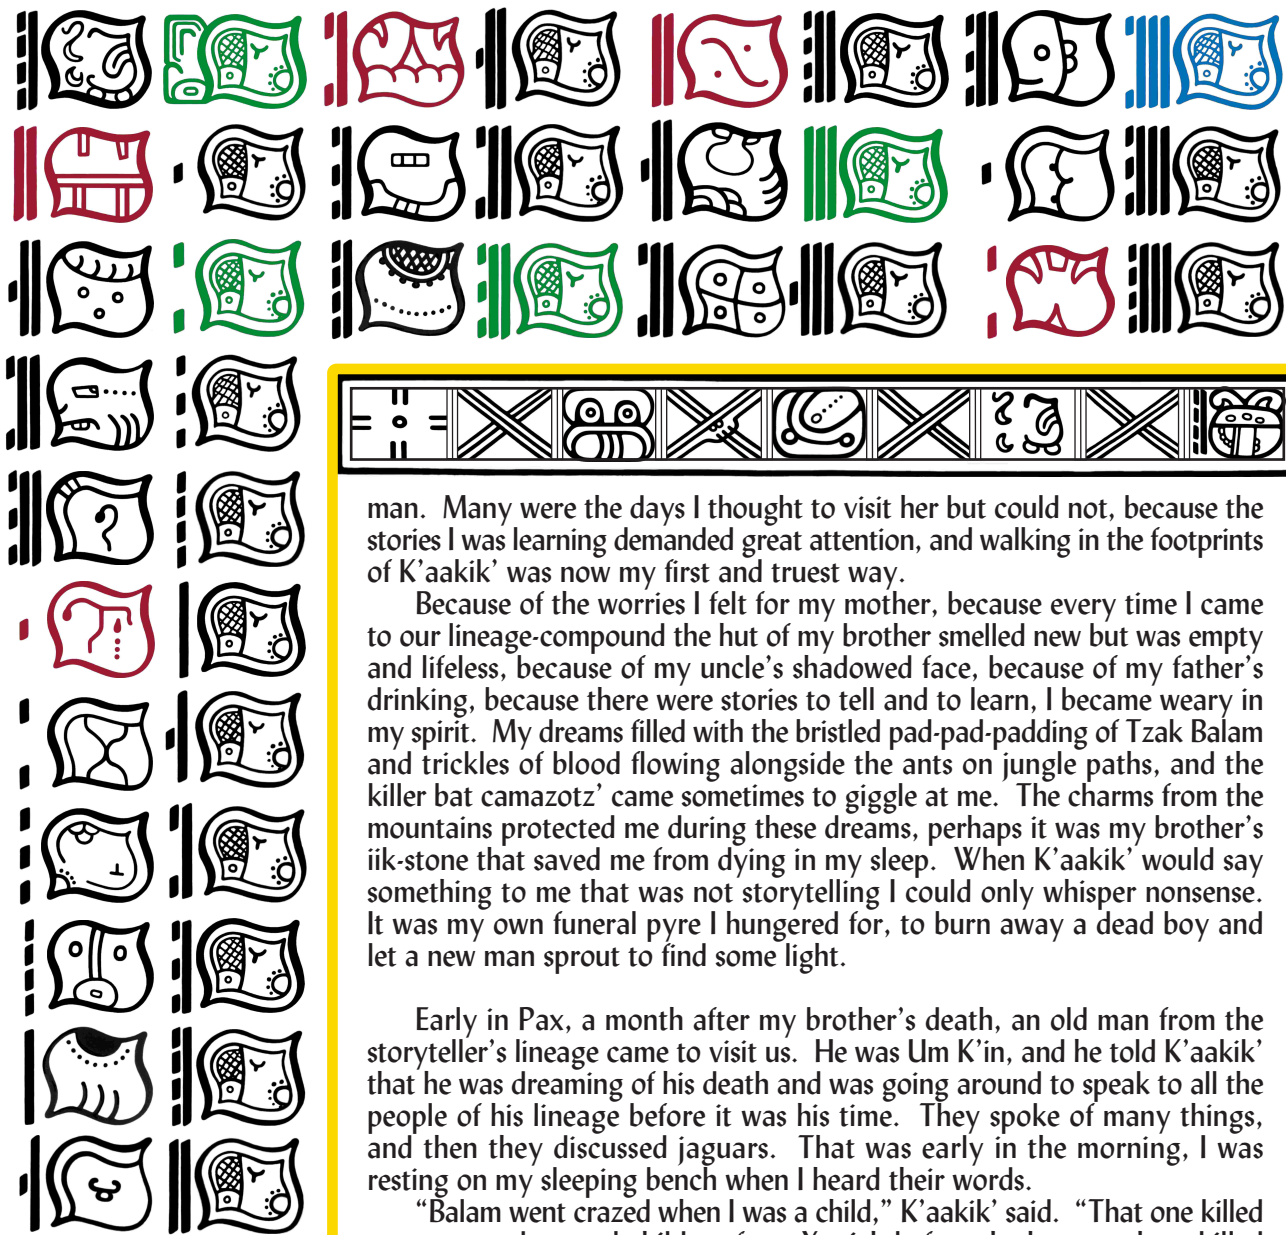 man. Many were the days I thought to visit her but could not, because the
stories I was learning demanded great attention, and walking in the footprints
of K’aakik’ was now my first and truest way.
Because of the worries I felt for my mother, because every time I came
to our lineage-compound the hut of my brother smelled new but was empty
and lifeless, because of my uncle’s shadowed face, because of my father’s
drinking, because there were stories to tell and to learn, I became weary in
my spirit. My dreams filled with the bristled pad-pad-padding of Tzak Balam
and trickles of blood flowing alongside the ants on jungle paths, and the
killer bat camazotz’ came sometimes to giggle at me. The charms from the
mountains protected me during these dreams, perhaps it was my brother’s
iik-stone that saved me from dying in my sleep. When K’aakik’ would say
something to me that was not storytelling I could only whisper nonsense.
It was my own funeral pyre I hungered for, to burn away a dead boy and
let a new man sprout to find some light.
Early in Pax, a month after my brother’s death, an old man from the
storyteller’s lineage came to visit us. He was Um K’in, and he told K’aakik’
that he was dreaming of his death and was going around to speak to all the
people of his lineage before it was his time. They spoke of many things,
and then they discussed jaguars. That was early in the morning, I was
resting on my sleeping bench when I heard their words.
“Balam went crazed when I was a child,” K’aakik’ said. “That one killed